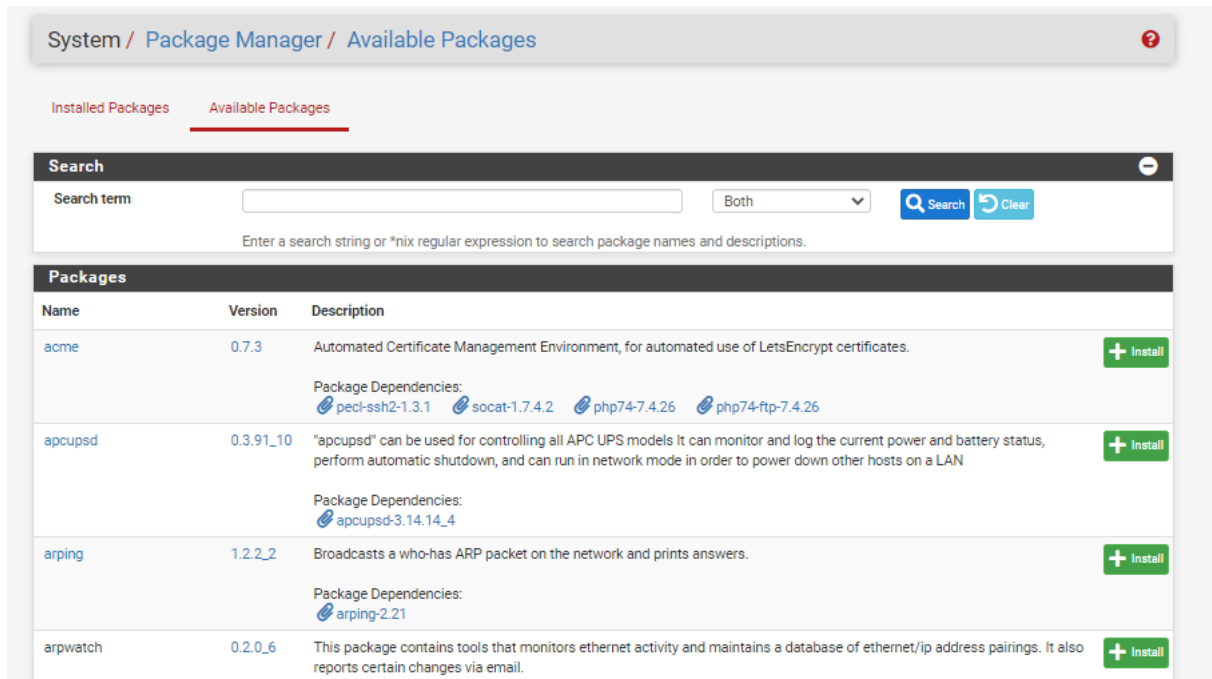 System / Package Manager / Available Packages
Installed Packages Available Packages
Search
Search term Both Search Clear
Enter a search string or *nix regular expression to search package names and descriptions.
Packages
Name Version Description
acme 0.7.3 Automated Certificate Management Environment, for automated use of LetsEncrypt certificates. Install
Package Dependencies:
pecl-ssh2-1.3.1 socat-1.7.4.2 php74-7.4.26 php74-ftp-7.4.26
apcupsd 0.3.91_10 "apcupsd" can be used for controlling all APC UPS models It can monitor and log the current power and battery status, Install
perform automatic shutdown, and can run in network mode in order to power down other hosts on a LAN
Package Dependencies:
apcupsd-3.14.14_4
arping 1.2.2_2 Broadcasts a who-has ARP packet on the network and prints answers. Install
Package Dependencies:
arping-2.21
arpwatch 0.2.0_6 This package contains tools that monitors ethernet activity and maintains a database of ethernet/ip address pairings. It also Install
reports certain changes via email.